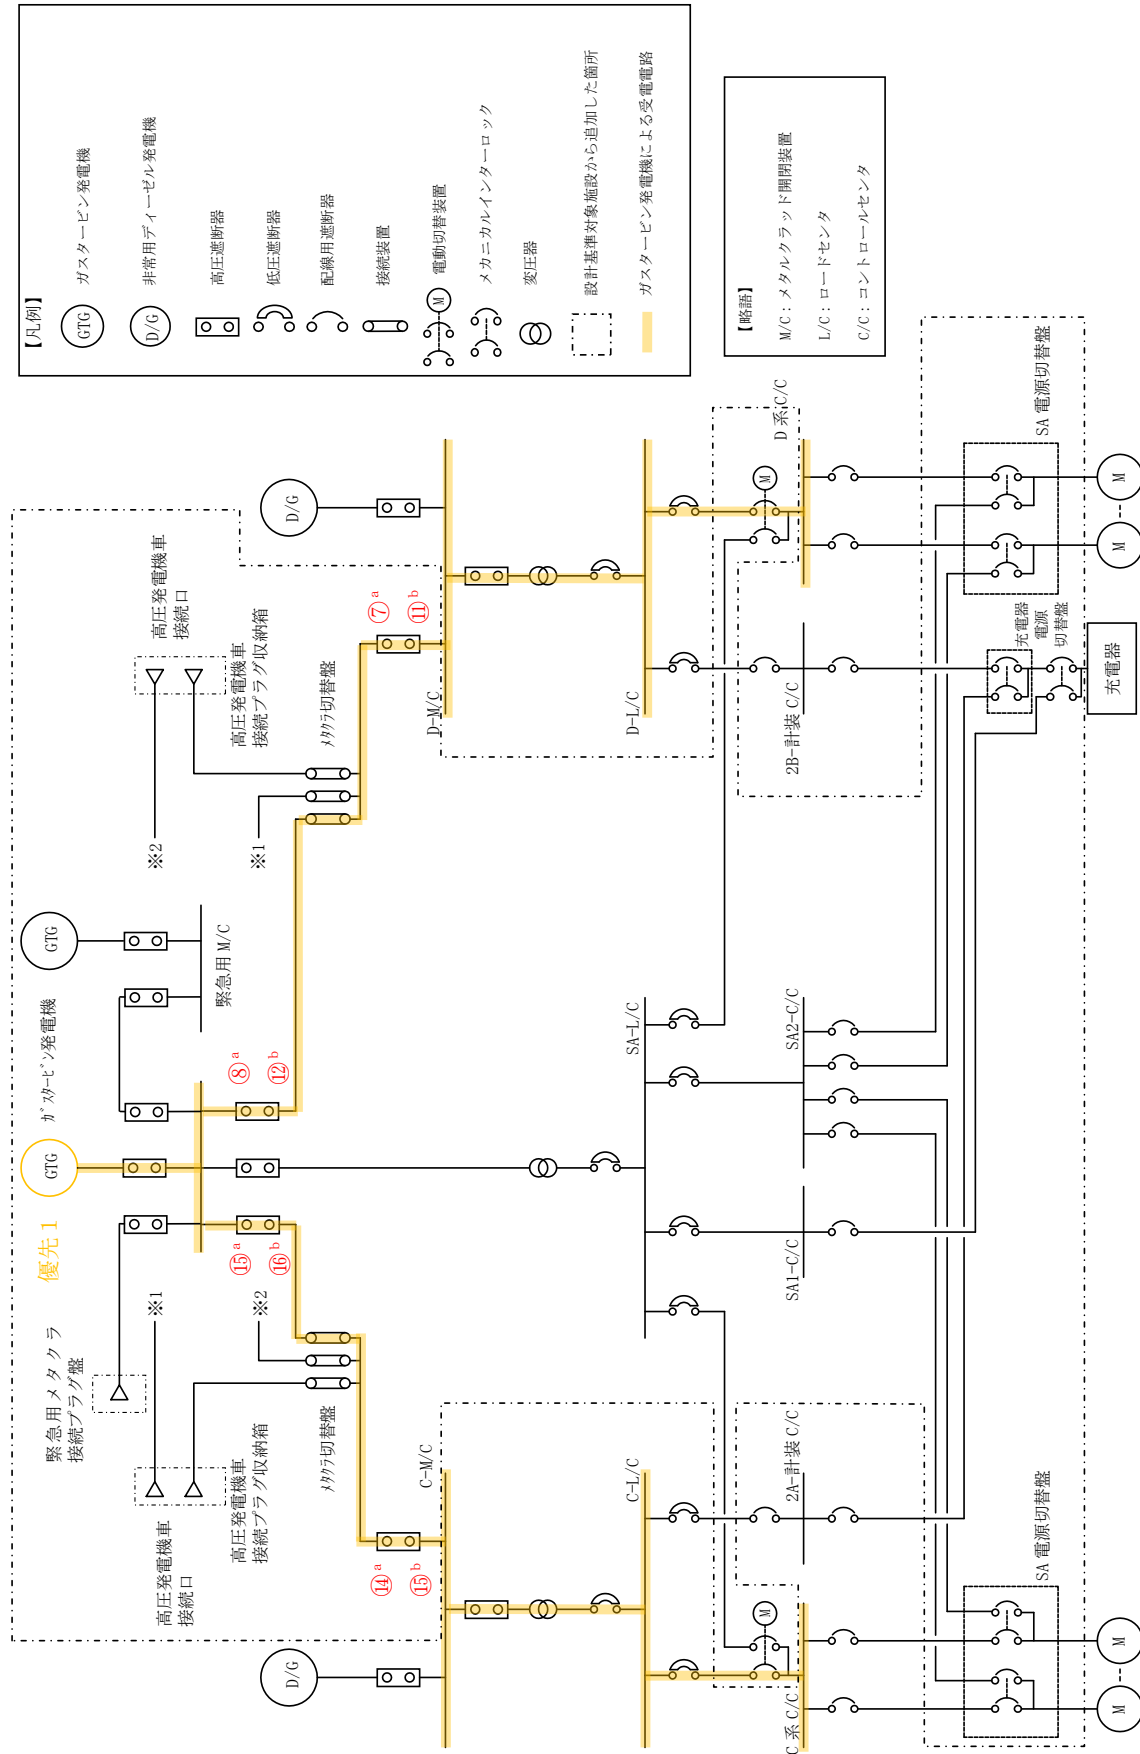 【凡例】
GTG ガスタービン発電機
D/G 非常用ディーゼル発電機
高圧遮断器
低圧遮断器
配線用遮断器
接続装置
M 電動切替装置
メカニカルインターロック
変圧器
設計基準対象施設から追加した箇所
ガスタービン発電機による受電電路
【略語】
M/C：メタルクラッド開閉装置
L/C：ロードセンタ
C/C：コントロールセンタ
優先1
GTG
ｶﾞｽﾀｰﾋﾞﾝ発電機
GTG
緊急用M/C
緊急用メタクラ
接続プラグ盤
※1
※2
高圧発電機車
接続口
高圧発電機車
接続プラグ収納箱
ﾒﾀｸﾗ切替盤
⑮a
⑯b
⑧a
⑫b
⑭a
⑮b
⑦a
⑪b
※2
※1
高圧発電機車
接続口
高圧発電機車
接続プラグ収納箱
ﾒﾀｸﾗ切替盤
D/G
D/G
C-M/C
D-M/C
C-L/C
SA-L/C
D-L/C
M
M
C系C/C
2A-計装C/C
SA1-C/C
SA2-C/C
2B-計装C/C
D系C/C
SA電源切替盤
SA電源切替盤
充電器
電源
切替盤
充電器
M
M
M
M